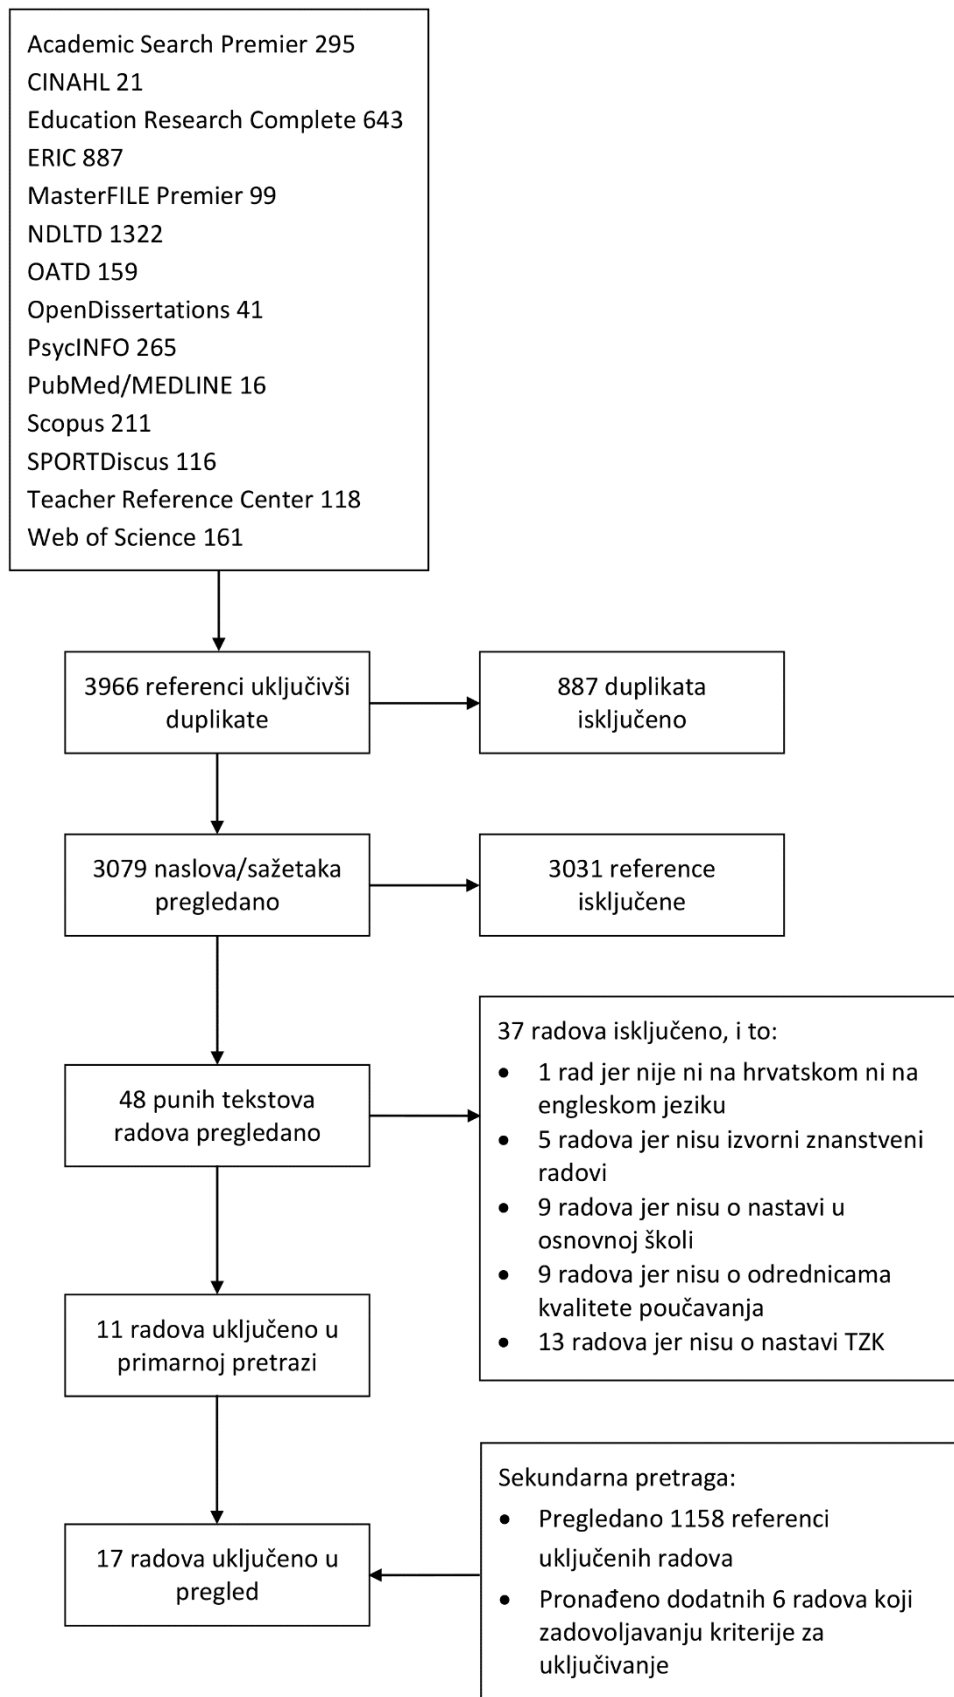 Academic Search Premier 295
CINAHL 21
Education Research Complete 643
ERIC 887
MasterFILE Premier 99
NDLTD 1322
OATD 159
OpenDissertations 41
PsycINFO 265
PubMed/MEDLINE 16
Scopus 211
SPORTDiscus 116
Teacher Reference Center 118
Web of Science 161
3966 referenci uključivši
duplikate
887 duplikata
isključeno
3079 naslova/sažetaka
pregledano
3031 reference
isključene
48 punih tekstova
radova pregledano
37 radova isključeno, i to:
• 1 rad jer nije ni na hrvatskom ni na
engleskom jeziku
• 5 radova jer nisu izvorni znanstveni
radovi
• 9 radova jer nisu o nastavi u
osnovnoj školi
• 9 radova jer nisu o odrednicama
kvalitete poučavanja
• 13 radova jer nisu o nastavi TZK
11 radova uključeno u
primarnoj pretrazi
17 radova uključeno u
pregled
Sekundarna pretraga:
• Pregledano 1158 referenci
uključenih radova
• Pronađeno dodatnih 6 radova koji
zadovoljavanju kriterije za
uključivanje